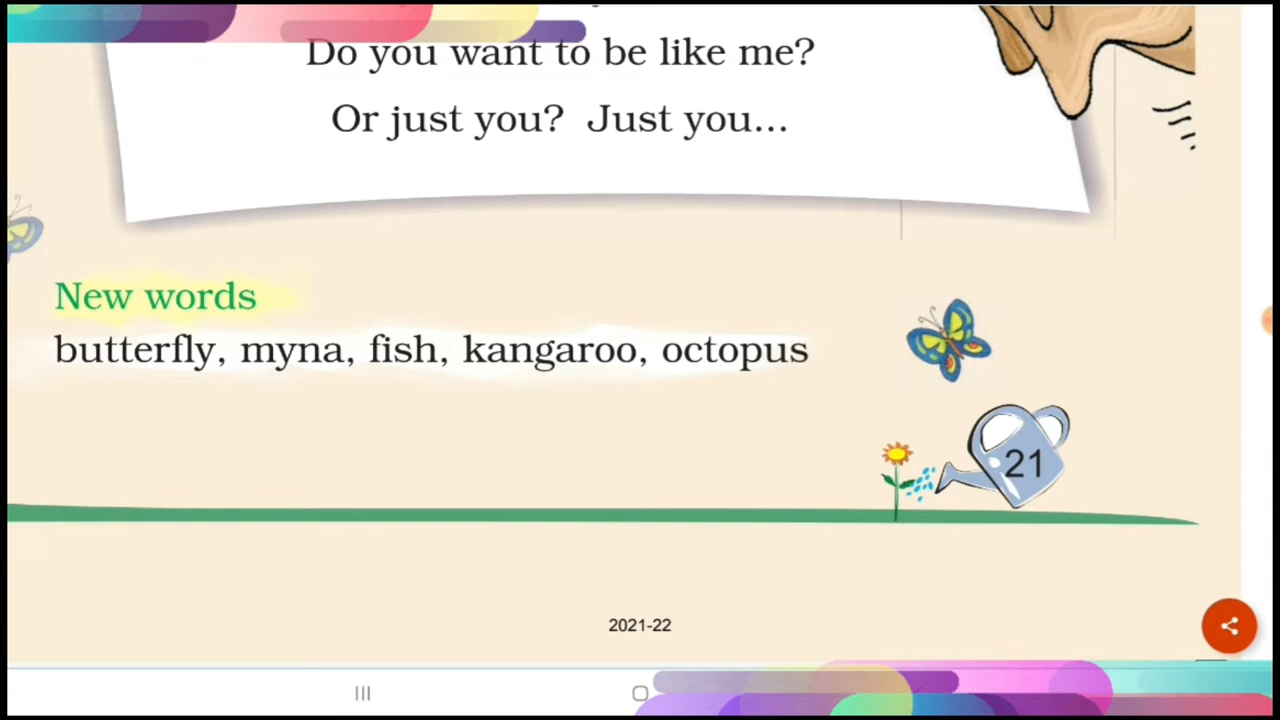 Do you want to be like me?
Or just you? Just you...
New words
butterfly, myna, fish, kangaroo, octopus
21
2021-22